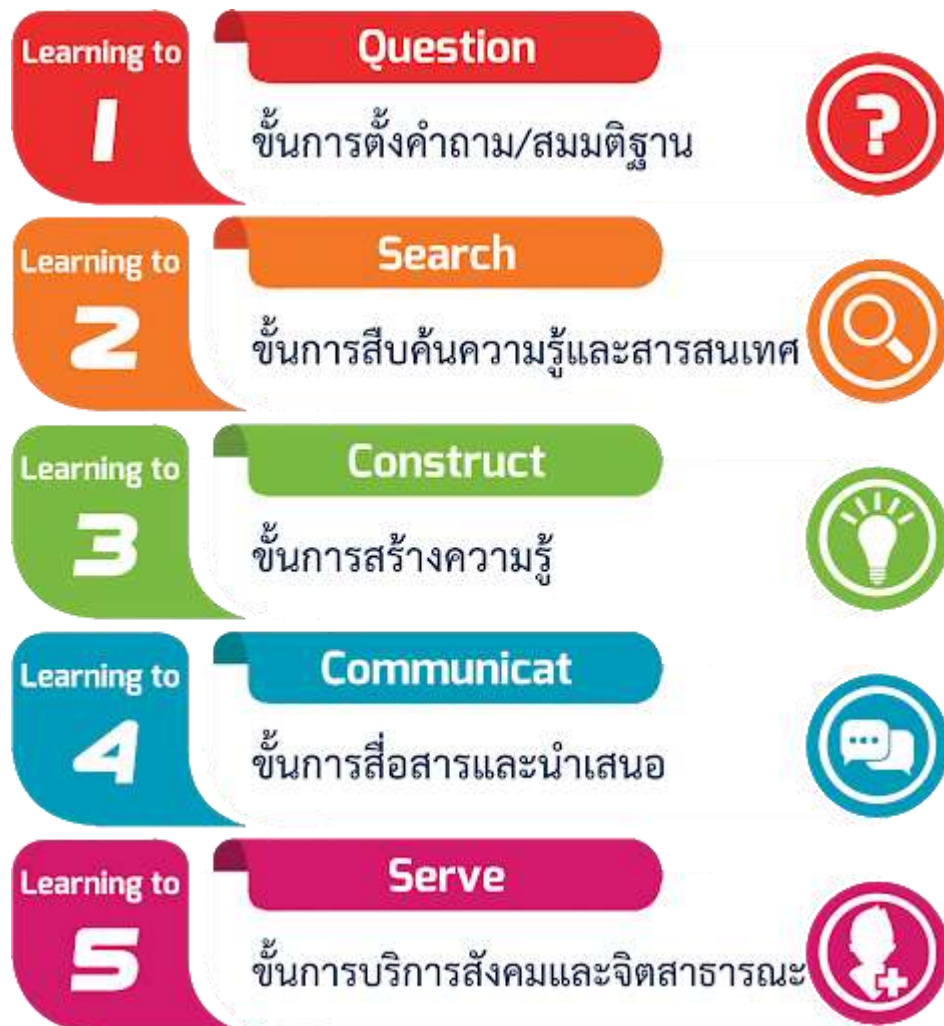 Learning to
1
Question
ขั้นการตั้งคำถาม/สมมติฐาน
?
Learning to
2
Search
ขั้นการสืบค้นความรู้และสารสนเทศ
Learning to
3
Construct
ขั้นการสร้างความรู้
Learning to
4
Communicat
ขั้นการสื่อสารและนำเสนอ
Learning to
5
Serve
ขั้นการบริการสังคมและจิตสาธารณะ